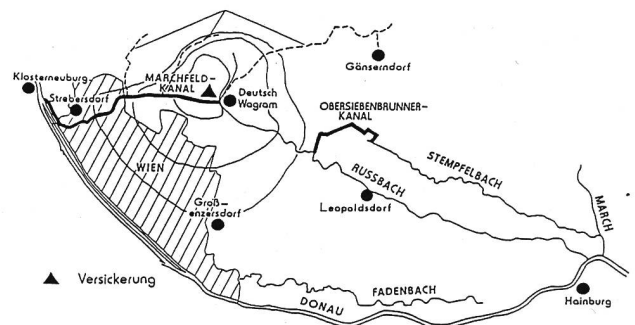 Klosterneuburg
Strebersdorf
MARCHFELD-
KANAL
Deutsch
Wagram
Gänserndorf
OBERSIEBENBRUNNER-
KANAL
STEMPFELBACH
RUSSBACH
MARCH
WIEN
Groß-
enzersdorf
Leopoldsdorf
Versickerung
FADENBACH
DONAU
Hainburg